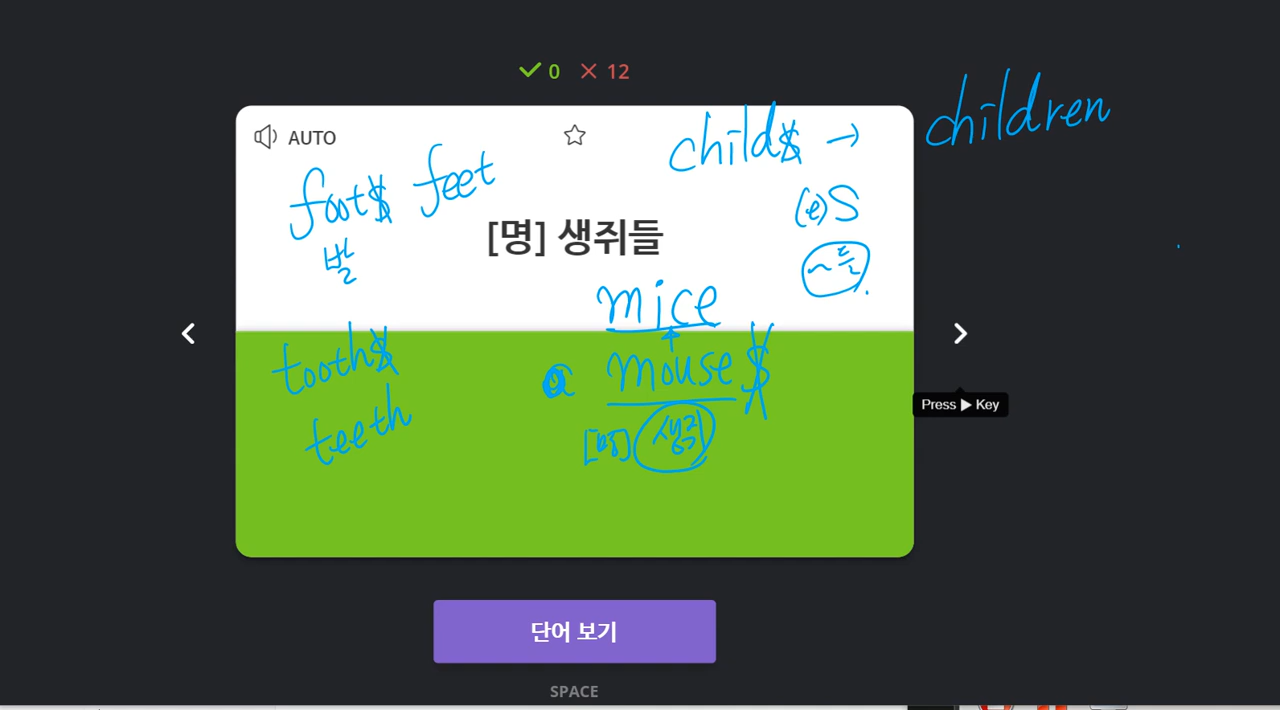 0 12
AUTO
childs → children
foots feet
(e)S
[명] 생쥐들
발
~들.
mice
tooths
a mouses
Press ▶ Key
teeth
[명] 생쥐
단어 보기
SPACE